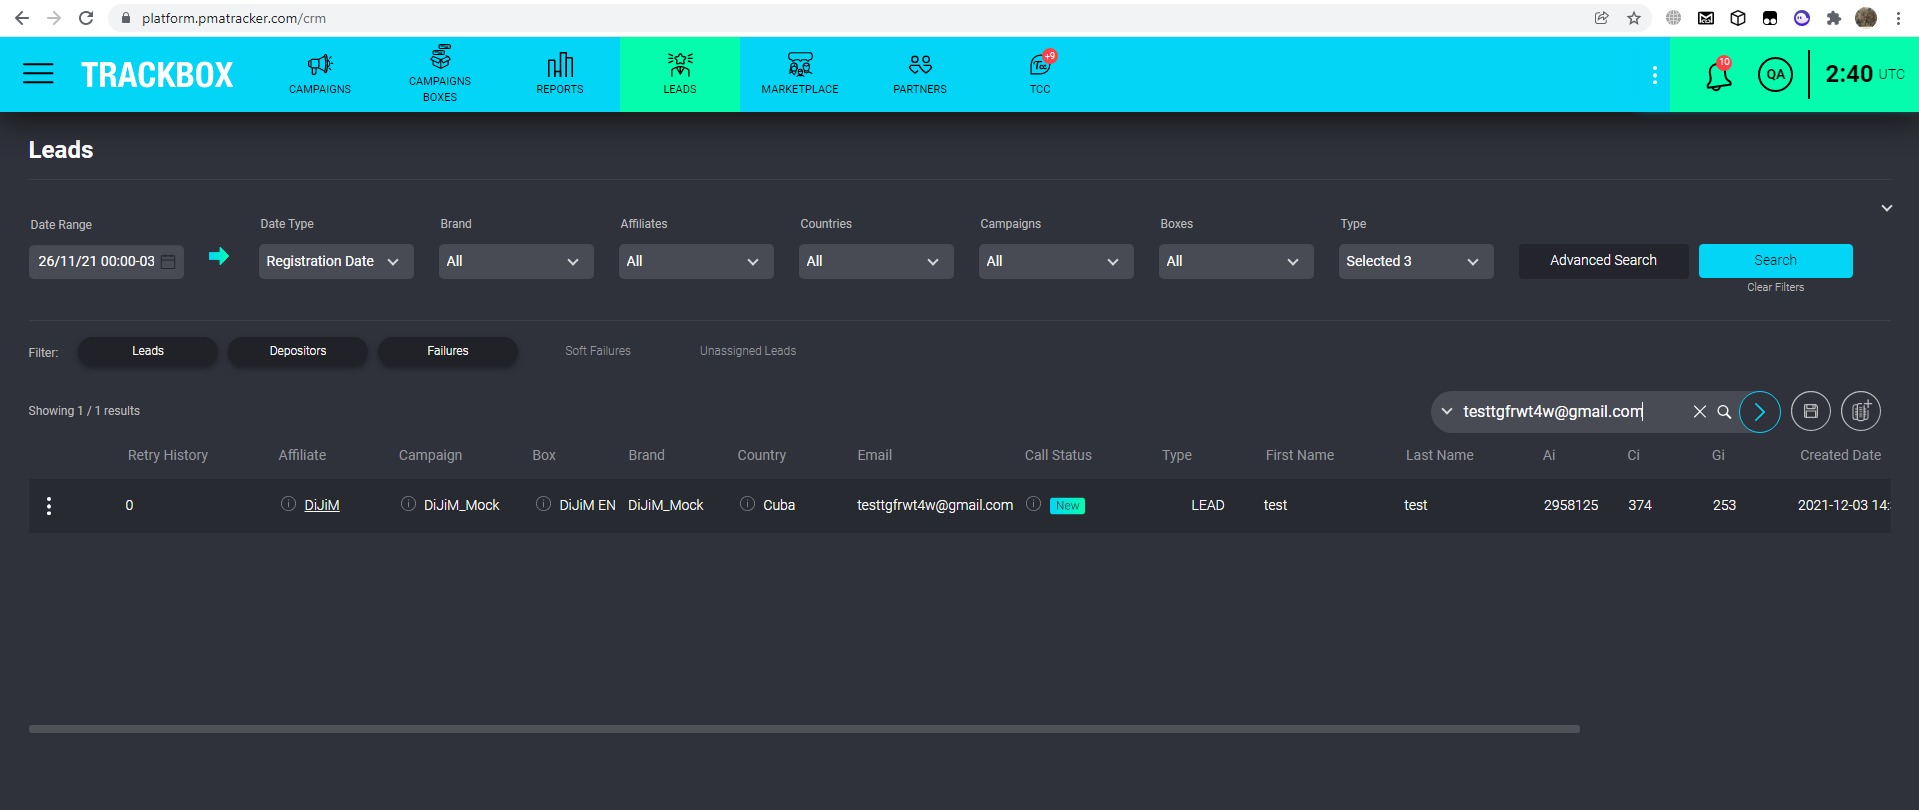 platform.pmatracker.com/crm
TRACKBOX
CAMPAIGNS
CAMPAIGNS
BOXES
REPORTS
LEADS
MARKETPLACE
PARTNERS
Tcc
+9
TCC
10
QA
2:40 UTC
Leads
Date Range
Date Type
Brand
Affiliates
Countries
Campaigns
Boxes
Type
26/11/21 00:00-03
Registration Date
All
All
All
All
All
Selected 3
Advanced Search
Search
Clear Filters
Filter:
Leads
Depositors
Failures
Soft Failures
Unassigned Leads
Showing 1 / 1 results
testtgfrwt4w@gmail.com
Retry History
Affiliate
Campaign
Box
Brand
Country
Email
Call Status
Type
First Name
Last Name
Ai
Ci
Gi
Created Date
0
DiJiM
DiJiM_Mock
DiJiM EN
DiJiM_Mock
Cuba
testtgfrwt4w@gmail.com
New
LEAD
test
test
2958125
374
253
2021-12-03 14: